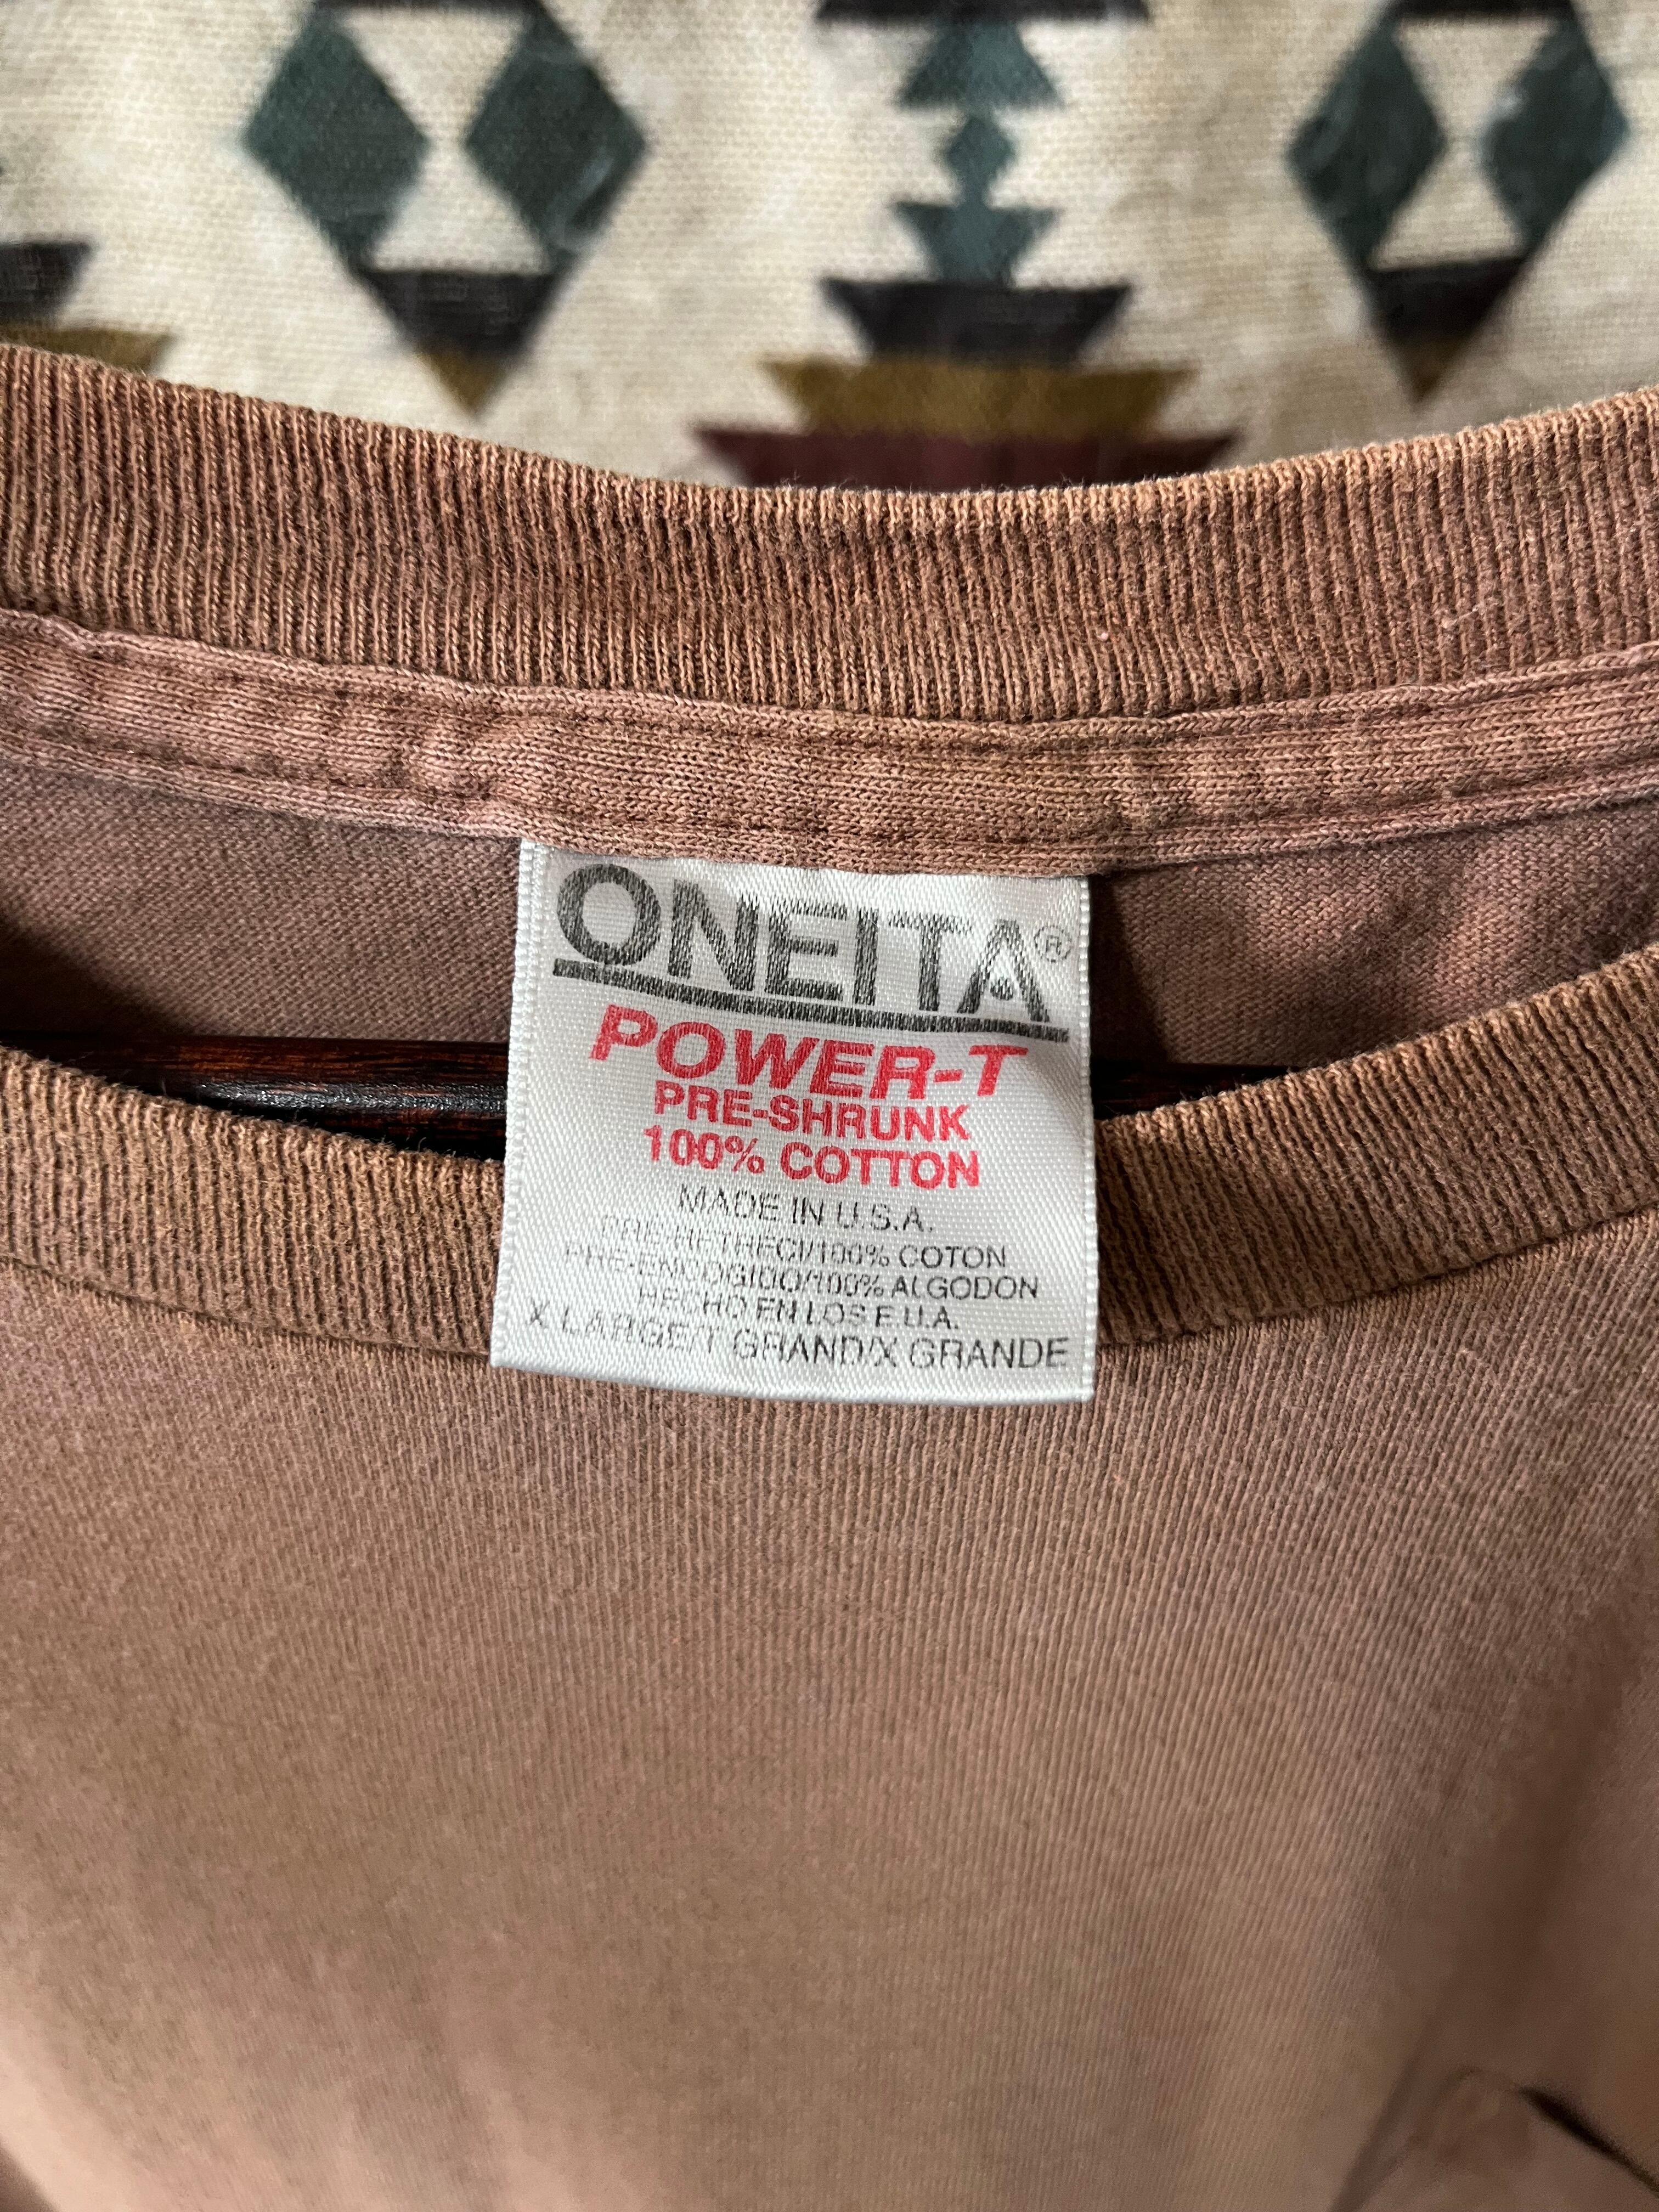 ONEITA®
POWER-T
PRE-SHRUNK
100% COTTON
MADE IN U.S.A.
PRE-RETRECI/100% COTON
PRE-ENCOGIDO/100% ALGODON
HECHO EN LOS E.U.A.
X LARGE/T GRAND/X GRANDE